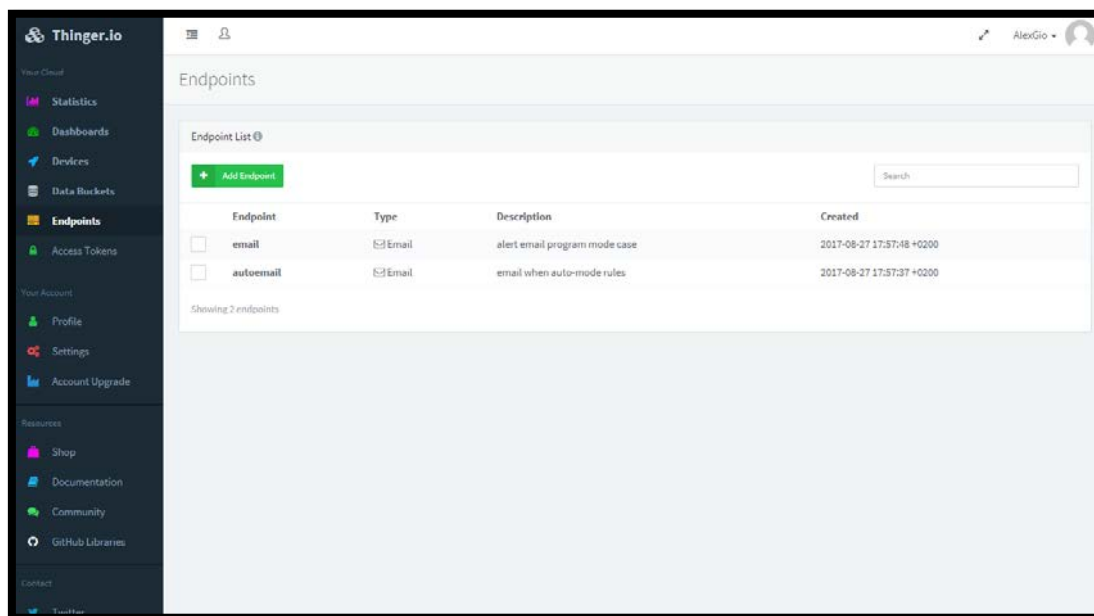 Thinger.io
AlexGio
Your Cloud
Statistics
Dashboards
Devices
Data Buckets
Endpoints
Access Tokens
Your Account
Profile
Settings
Account Upgrade
Resources
Shop
Documentation
Community
GitHub Libraries
Contact
Twitter
Endpoints
Endpoint List
+ Add Endpoint
Search
Endpoint Type Description Created
email Email alert email program mode case 2017-08-27 17:57:48 +0200
autoemail Email email when auto-mode rules 2017-08-27 17:57:37 +0200
Showing 2 endpoints